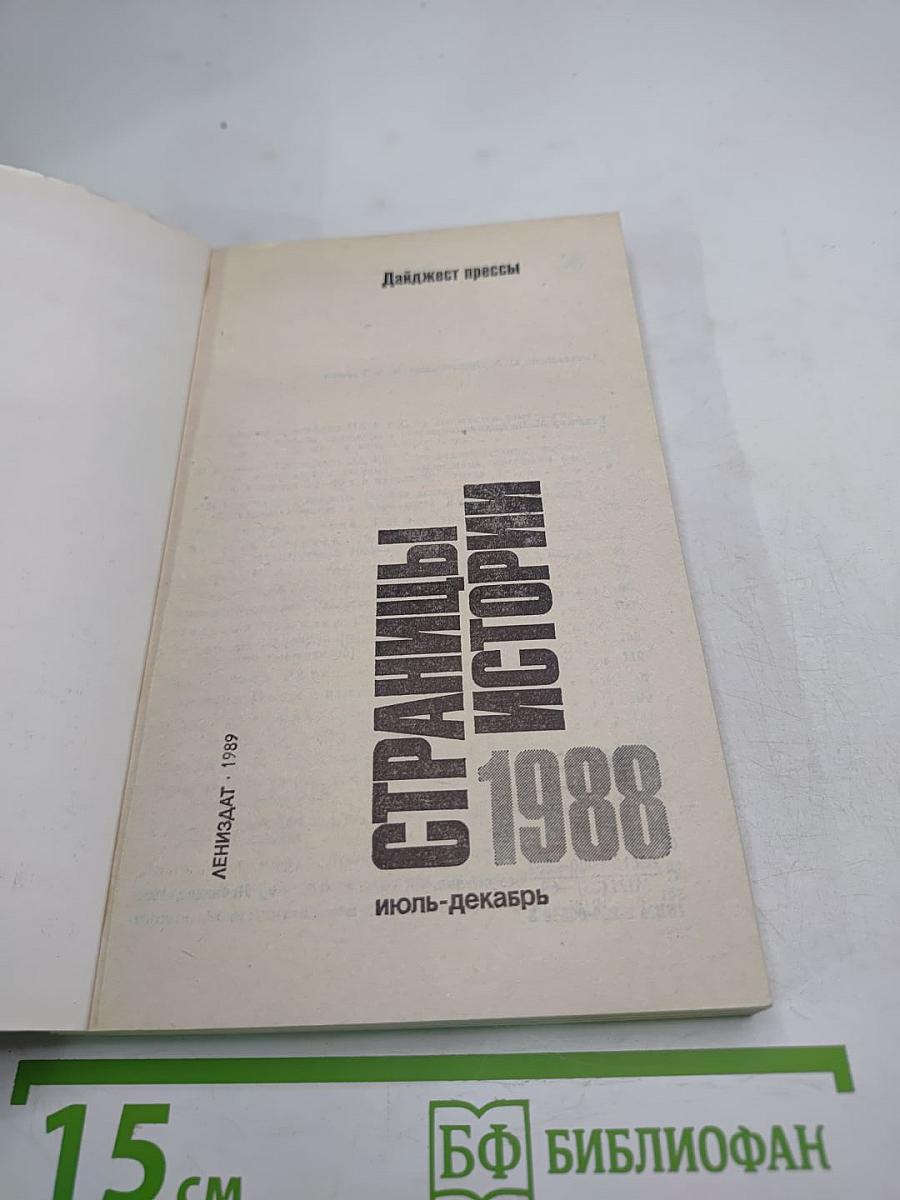 Дайджест прессы
СТРАНИЦЫ
ИСТОРИИ
1988
июль-декабрь
ЛЕНИЗДАТ · 1989
15 см
БФ БИБЛИОФАН